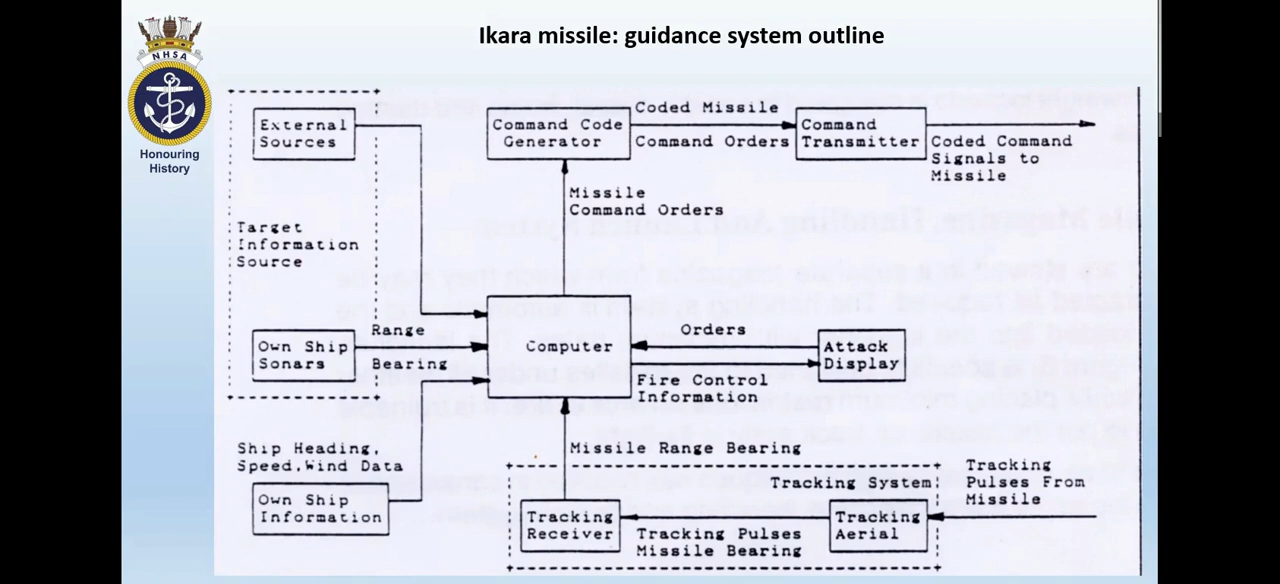 Ikara missile: guidance system outline
NHSA
Honouring
History
External
Sources
Target
Information
Source
Own Ship
Sonars
Range
Bearing
Ship Heading,
Speed,Wind Data
Own Ship
Information
Command Code
Generator
Coded Missile
Command Orders
Command
Transmitter
Coded Command
Signals to
Missile
Missile
Command Orders
Computer
Orders
Fire Control
Information
Attack
Display
Missile Range Bearing
Tracking System
Tracking
Pulses From
Missile
Tracking
Receiver
Tracking Pulses
Missile Bearing
Tracking
Aerial